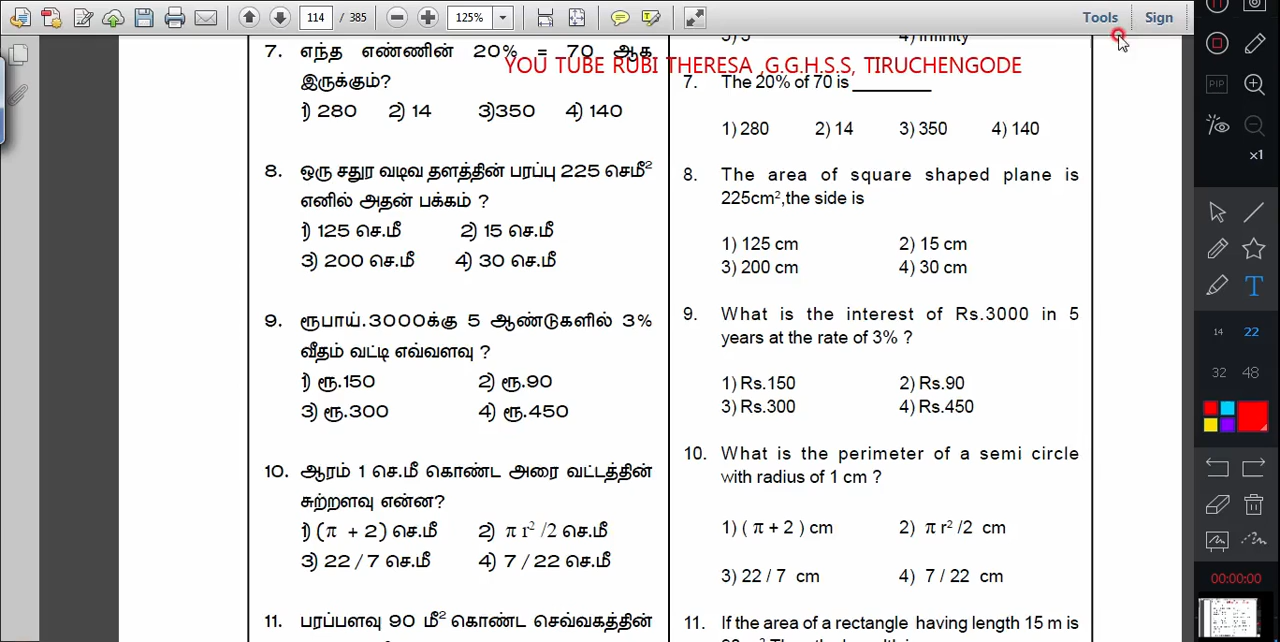 114 / 385
125%
Tools
Sign
3) 3
4) Infinity
YOU TUBE RUBI THERESA ,G.G.H.S.S, TIRUCHENGODE
7. எந்த எண்ணின் 20% = 70 ஆக
இருக்கும்?
1) 280 2) 14 3)350 4) 140
8. ஒரு சதுர வடிவ தளத்தின் பரப்பு 225 செமீ²
எனில் அதன் பக்கம் ?
1) 125 செ.மீ 2) 15 செ.மீ
3) 200 செ.மீ 4) 30 செ.மீ
9. ரூபாய்.3000க்கு 5 ஆண்டுகளில் 3%
வீதம் வட்டி எவ்வளவு ?
1) ரூ.150 2) ரூ.90
3) ரூ.300 4) ரூ.450
10. ஆரம் 1 செ.மீ கொண்ட அரை வட்டத்தின்
சுற்றளவு என்ன?
1) (π + 2) செ.மீ 2) π r² /2 செ.மீ
3) 22 / 7 செ.மீ 4) 7 / 22 செ.மீ
11. பரப்பளவு 90 மீ² கொண்ட செவ்வகத்தின்
7. The 20% of 70 is ________
1) 280 2) 14 3) 350 4) 140
8. The area of square shaped plane is
225cm²,the side is
1) 125 cm 2) 15 cm
3) 200 cm 4) 30 cm
9. What is the interest of Rs.3000 in 5
years at the rate of 3% ?
1) Rs.150 2) Rs.90
3) Rs.300 4) Rs.450
10. What is the perimeter of a semi circle
with radius of 1 cm ?
1) ( π + 2 ) cm 2) π r² /2 cm
3) 22 / 7 cm 4) 7 / 22 cm
11. If the area of a rectangle having length 15 m is
PIP
x1
T
14 22
32 48
00:00:00